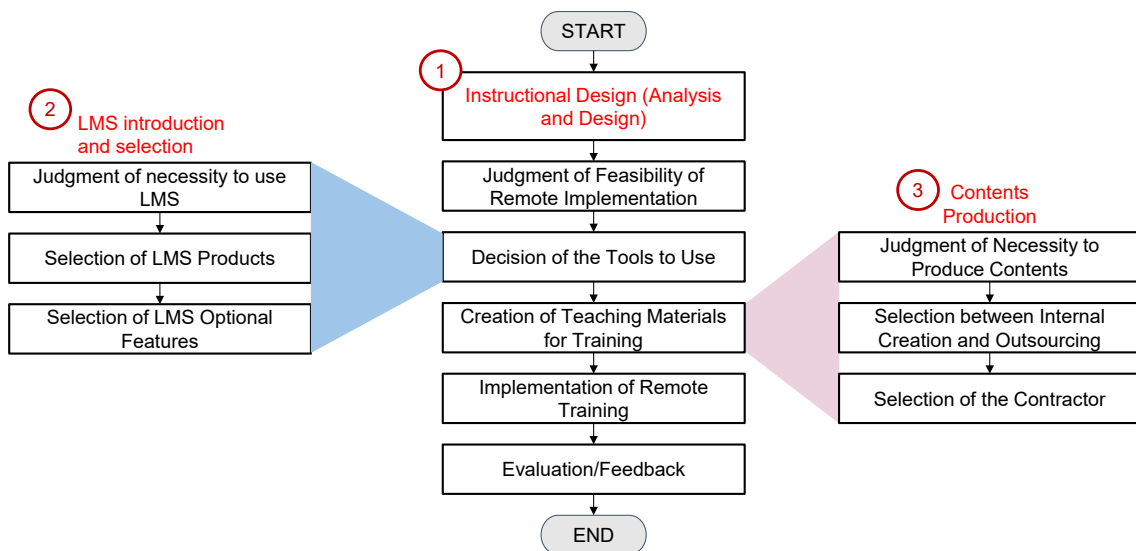 START
1
Instructional Design (Analysis
and Design)
Judgment of Feasibility of
Remote Implementation
Decision of the Tools to Use
Creation of Teaching Materials
for Training
Implementation of Remote
Training
Evaluation/Feedback
END
2
LMS introduction
and selection
Judgment of necessity to use
LMS
Selection of LMS Products
Selection of LMS Optional
Features
3
Contents
Production
Judgment of Necessity to
Produce Contents
Selection between Internal
Creation and Outsourcing
Selection of the Contractor